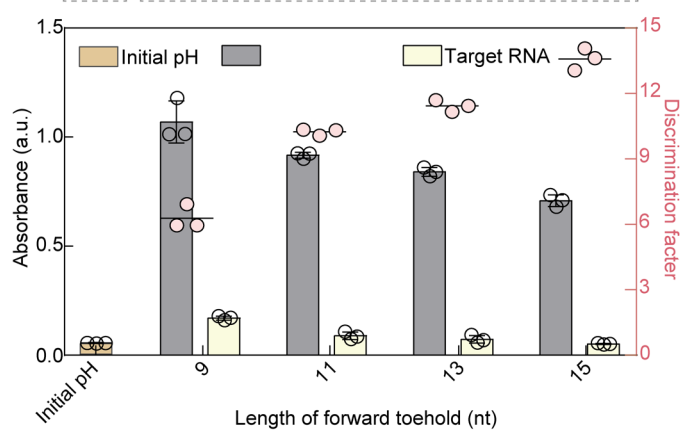 Initial pH
Target RNA
1.5
1.0
0.5
0.0
Absorbance (a.u.)
15
12
9
6
3
0
Discrimination facter
Initial pH
9
11
13
15
Length of forward toehold (nt)